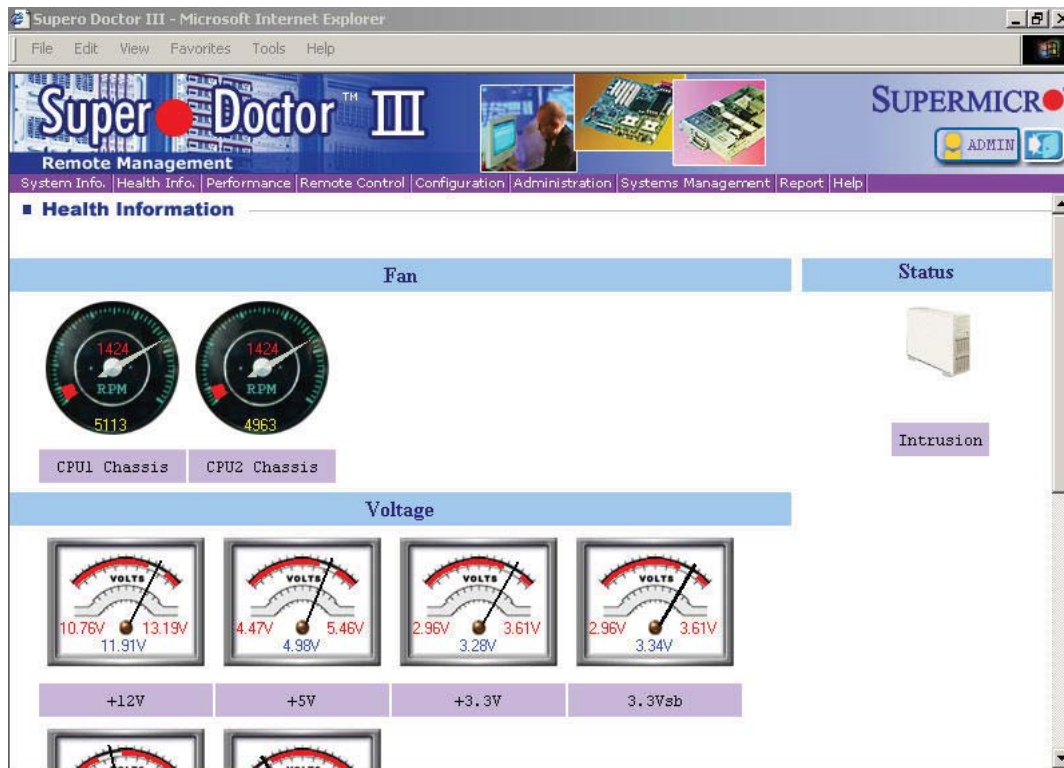 Supero Doctor III - Microsoft Internet Explorer
File Edit View Favorites Tools Help
Super Doctor™ III
SUPERMICR
Remote Management
ADMIN
System Info. Health Info. Performance Remote Control Configuration Administration Systems Management Report Help
Health Information
Fan
Status
1424
RPM
5113
1424
RPM
4963
CPU1 Chassis
CPU2 Chassis
Intrusion
Voltage
VOLTS
10.76V 13.19V
11.91V
VOLTS
4.47V 5.46V
4.98V
VOLTS
2.96V 3.61V
3.28V
VOLTS
2.96V 3.61V
3.34V
+12V
+5V
+3.3V
3.3Vsb